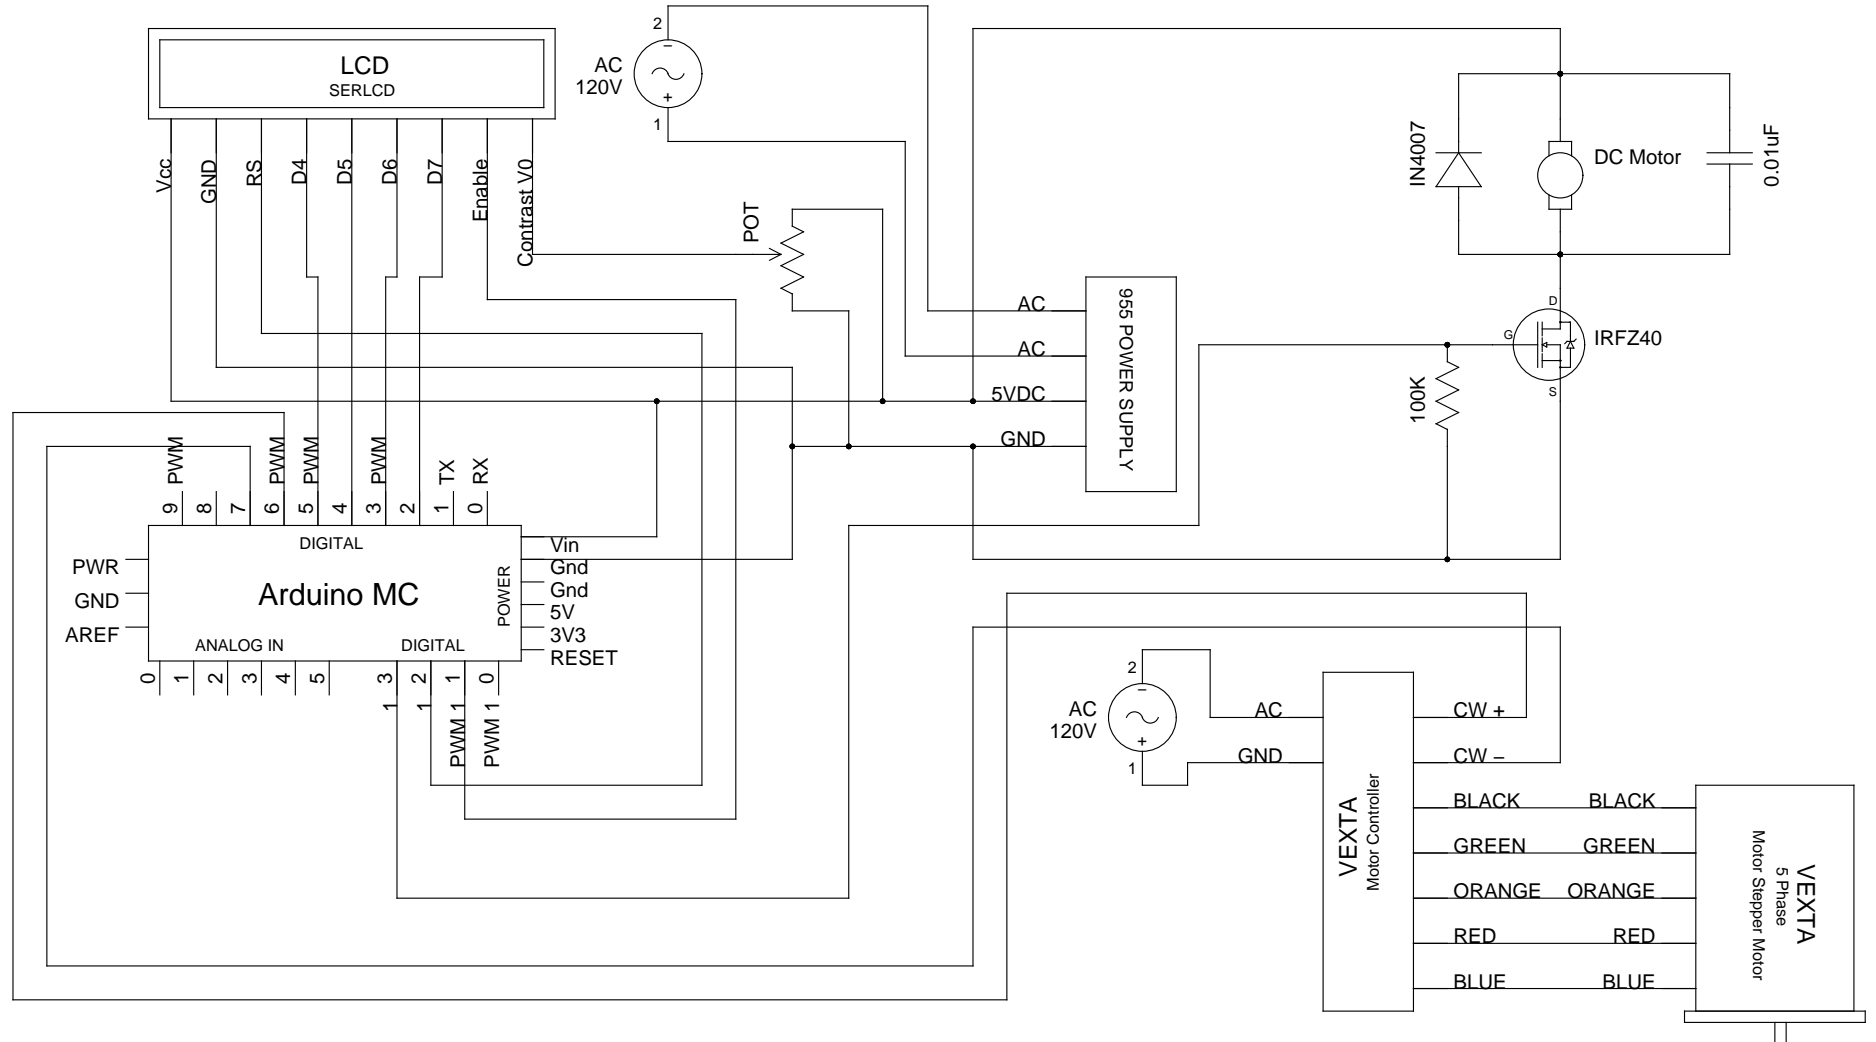 LCD
SERLCD
Vcc
GND
RS
D4
D5
D6
D7
Enable
Contrast V0
2
−
AC
120V
+
1
POT
955 POWER SUPPLY
AC
AC
5VDC
GND
IN4007
DC Motor
0.01uF
D
G
S
IRFZ40
100K
PWM
PWM
PWM
PWM
TX
RX
9
8
7
6
5
4
3
2
1
0
DIGITAL
Arduino MC
PWR
GND
AREF
POWER
Vin
Gnd
Gnd
5V
3V3
RESET
ANALOG IN
DIGITAL
0
1
2
3
4
5
1 3
1 2
PWM 1 1
PWM 1 0
2
−
AC
120V
+
1
AC
GND
VEXTA
Motor Controller
CW +
CW −
BLACK
GREEN
ORANGE
RED
BLUE
BLACK
GREEN
ORANGE
RED
BLUE
VEXTA
5 Phase
Mototr Stepper Motor